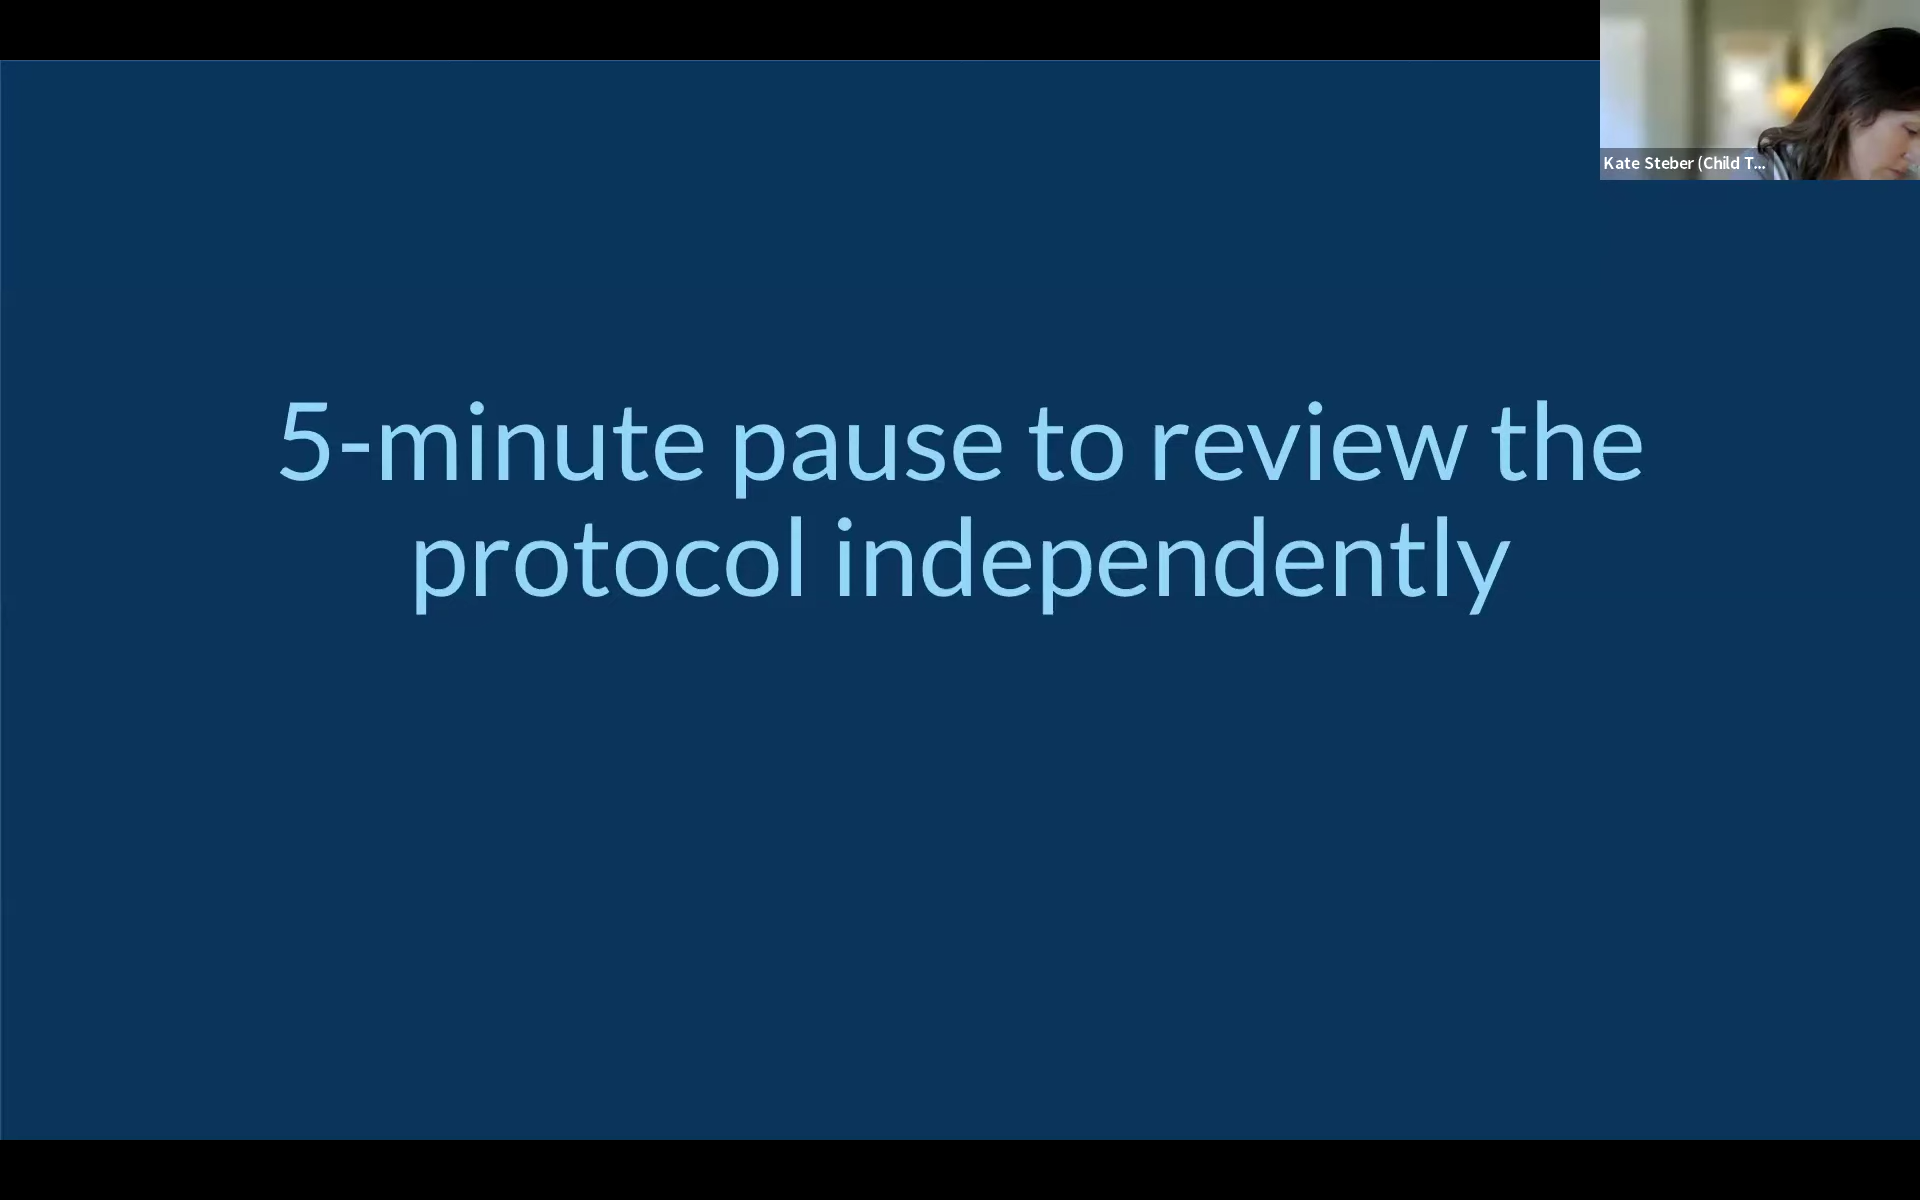 Kate Steber (Child T...
5-minute pause to review the
protocol independently